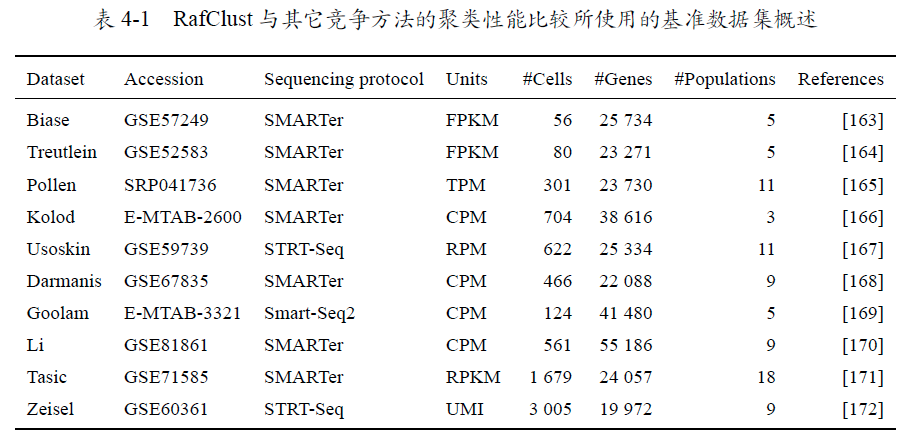 表 4-1 RafClust 与其它竞争方法的聚类性能比较所使用的基准数据集概述
Dataset Accession Sequencing protocol Units #Cells #Genes #Populations References
Biase GSE57249 SMARTer FPKM 56 25 734 5 [163]
Treutlein GSE52583 SMARTer FPKM 80 23 271 5 [164]
Pollen SRP041736 SMARTer TPM 301 23 730 11 [165]
Kolod E-MTAB-2600 SMARTer CPM 704 38 616 3 [166]
Usoskin GSE59739 STRT-Seq RPM 622 25 334 11 [167]
Darmanis GSE67835 SMARTer CPM 466 22 088 9 [168]
Goolam E-MTAB-3321 Smart-Seq2 CPM 124 41 480 5 [169]
Li GSE81861 SMARTer CPM 561 55 186 9 [170]
Tasic GSE71585 SMARTer RPKM 1 679 24 057 18 [171]
Zeisel GSE60361 STRT-Seq UMI 3 005 19 972 9 [172]